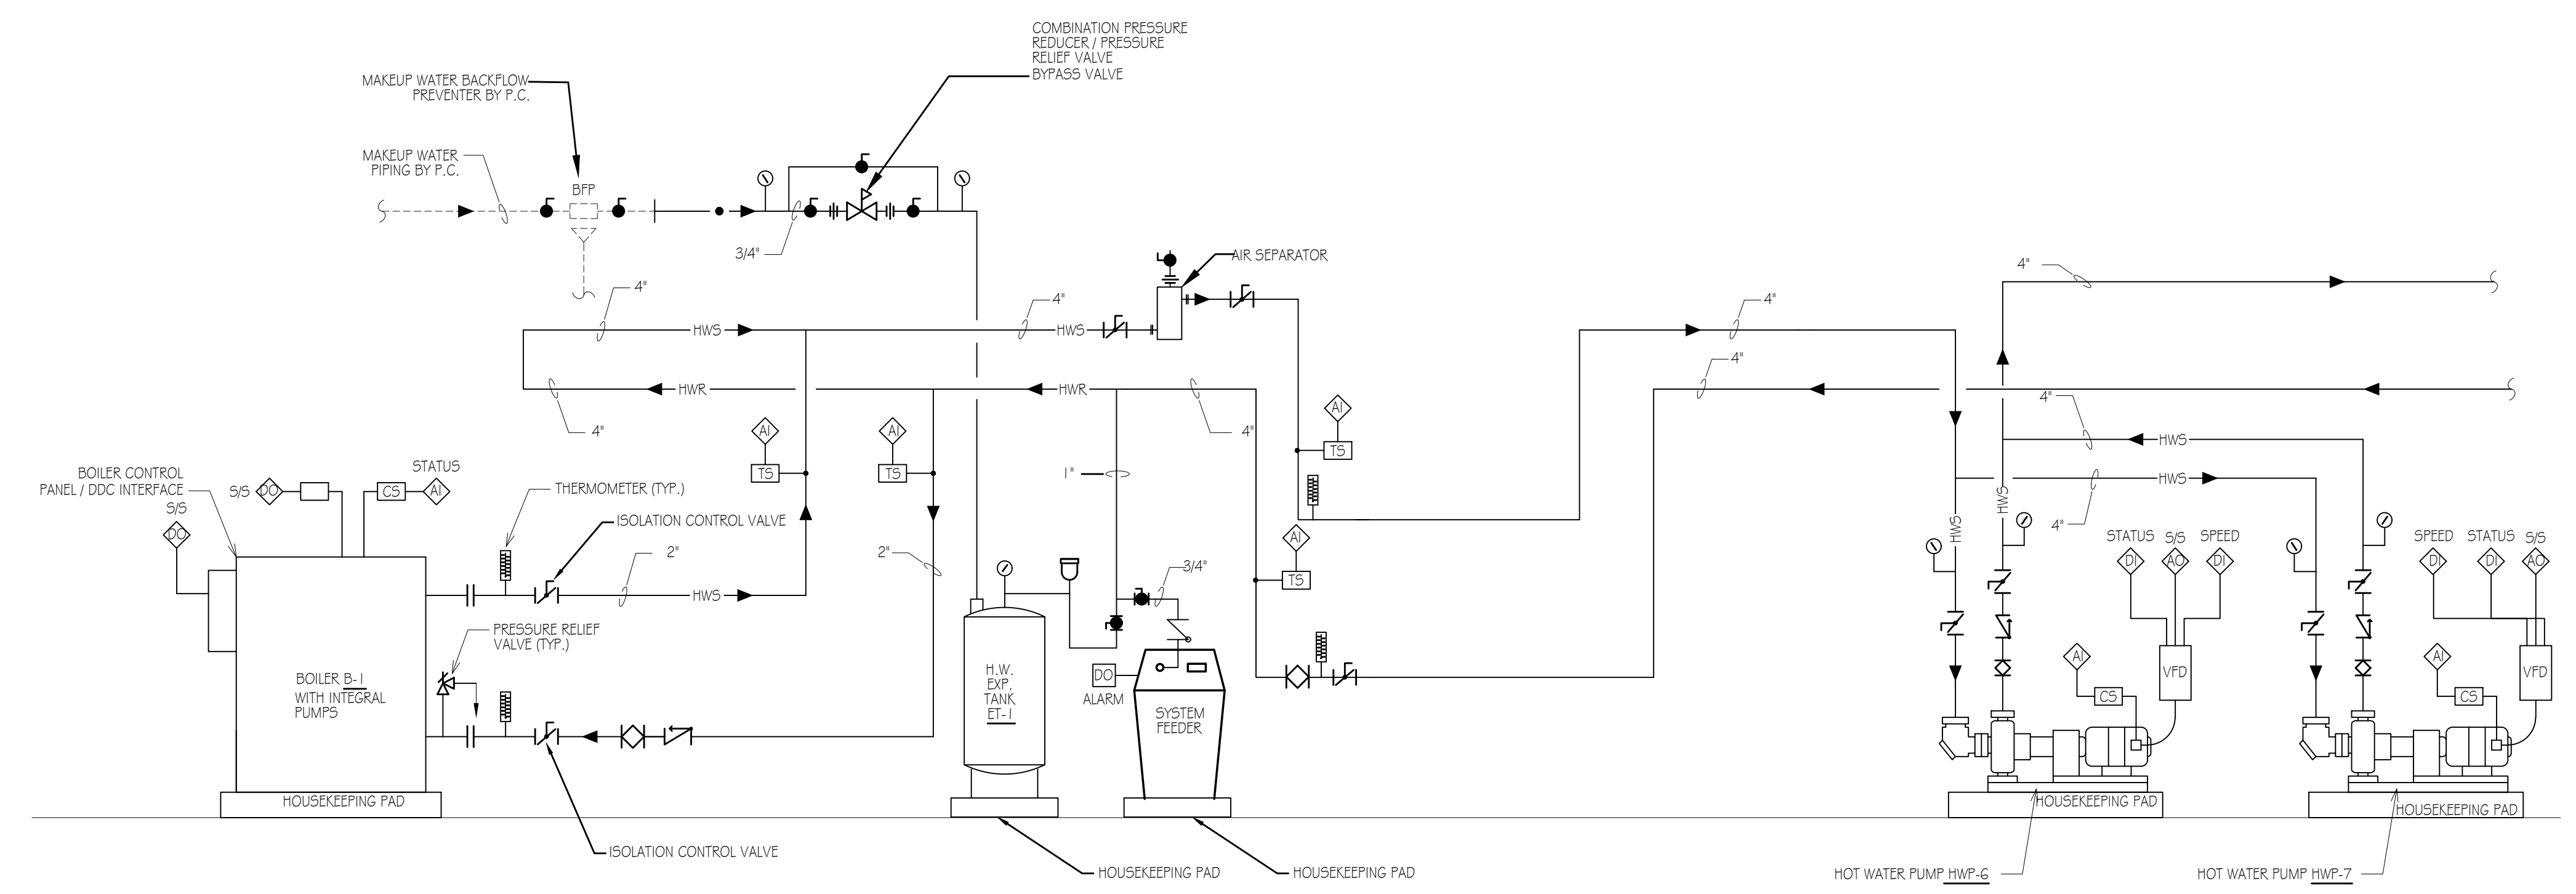 COMBINATION PRESSURE
REDUCER / PRESSURE
RELIEF VALVE
BYPASS VALVE
MAKEUP WATER BACKFLOW
PREVENTER BY P.C.
MAKEUP WATER
PIPING BY P.C.
BFP
3/4"
AIR SEPARATOR
4"
4"
4"
4"
HWS
HWS
4"
HWR
HWR
4"
4"
4"
HWS
HWS
4"
HWS
HWS
AI
AI
AI
TS
TS
TS
1"
BOILER CONTROL
PANEL / DDC INTERFACE
STATUS
S/S
DO
CS
AI
S/S
DO
THERMOMETER (TYP.)
ISOLATION CONTROL VALVE
2"
HWS
2"
AI
TS
3/4"
PRESSURE RELIEF
VALVE (TYP.)
BOILER B-1
WITH INTEGRAL
PUMPS
H.W.
EXP.
TANK
ET-1
DO
ALARM
SYSTEM
FEEDER
4"
STATUS
S/S
SPEED
DI
AO
DI
AI
CS
VFD
SPEED
STATUS
S/S
DI
DI
AO
AI
CS
VFD
HOUSEKEEPING PAD
HOUSEKEEPING PAD
HOUSEKEEPING PAD
ISOLATION CONTROL VALVE
HOUSEKEEPING PAD
HOUSEKEEPING PAD
HOT WATER PUMP HWP-6
HOT WATER PUMP HWP-7